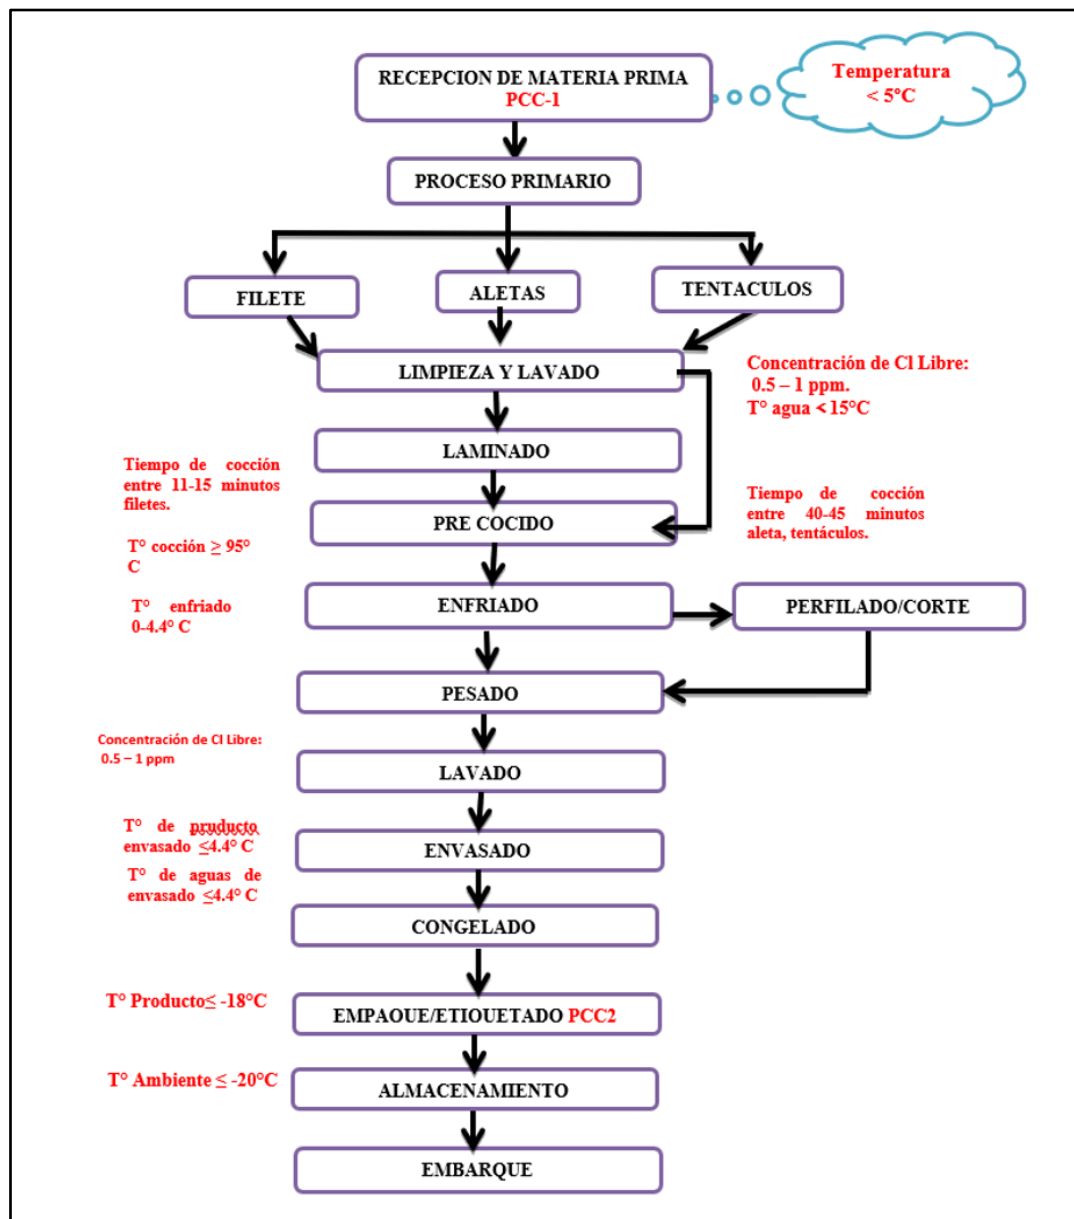 RECEPCION DE MATERIA PRIMA
PCC-1
Temperatura
< 5°C
PROCESO PRIMARIO
FILETE
ALETAS
TENTACULOS
LIMPIEZA Y LAVADO
Concentración de Cl Libre:
0.5 – 1 ppm.
T° agua < 15°C
LAMINADO
Tiempo de cocción
entre 11-15 minutos
filetes.
PRE COCIDO
Tiempo de cocción
entre 40-45 minutos
aleta, tentáculos.
T° cocción ≥ 95°
C
T° enfriado
0-4.4° C
ENFRIADO
PERFILADO/CORTE
PESADO
Concentración de Cl Libre:
0.5 – 1 ppm
LAVADO
T° de pruducto
envasado ≤4.4° C
ENVASADO
T° de aguas de
envasado ≤4.4° C
CONGELADO
T° Producto≤ -18°C
EMPAQUE/ETIQUETADO PCC2
T° Ambiente ≤ -20°C
ALMACENAMIENTO
EMBARQUE